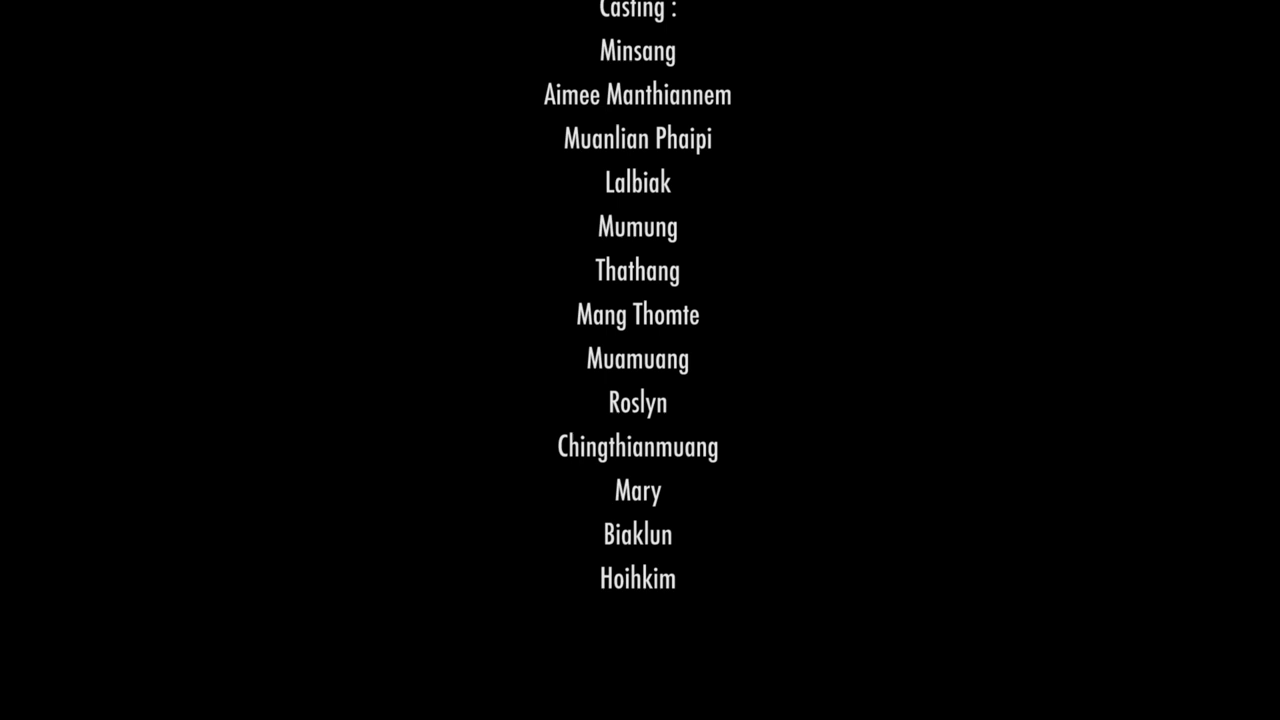 Casting :
Minsang
Aimee Manthiannem
Muanlian Phaipi
Lalbiak
Mumung
Thathang
Mang Thomte
Muamuang
Roslyn
Chingthianmuang
Mary
Biaklun
Hoihkim